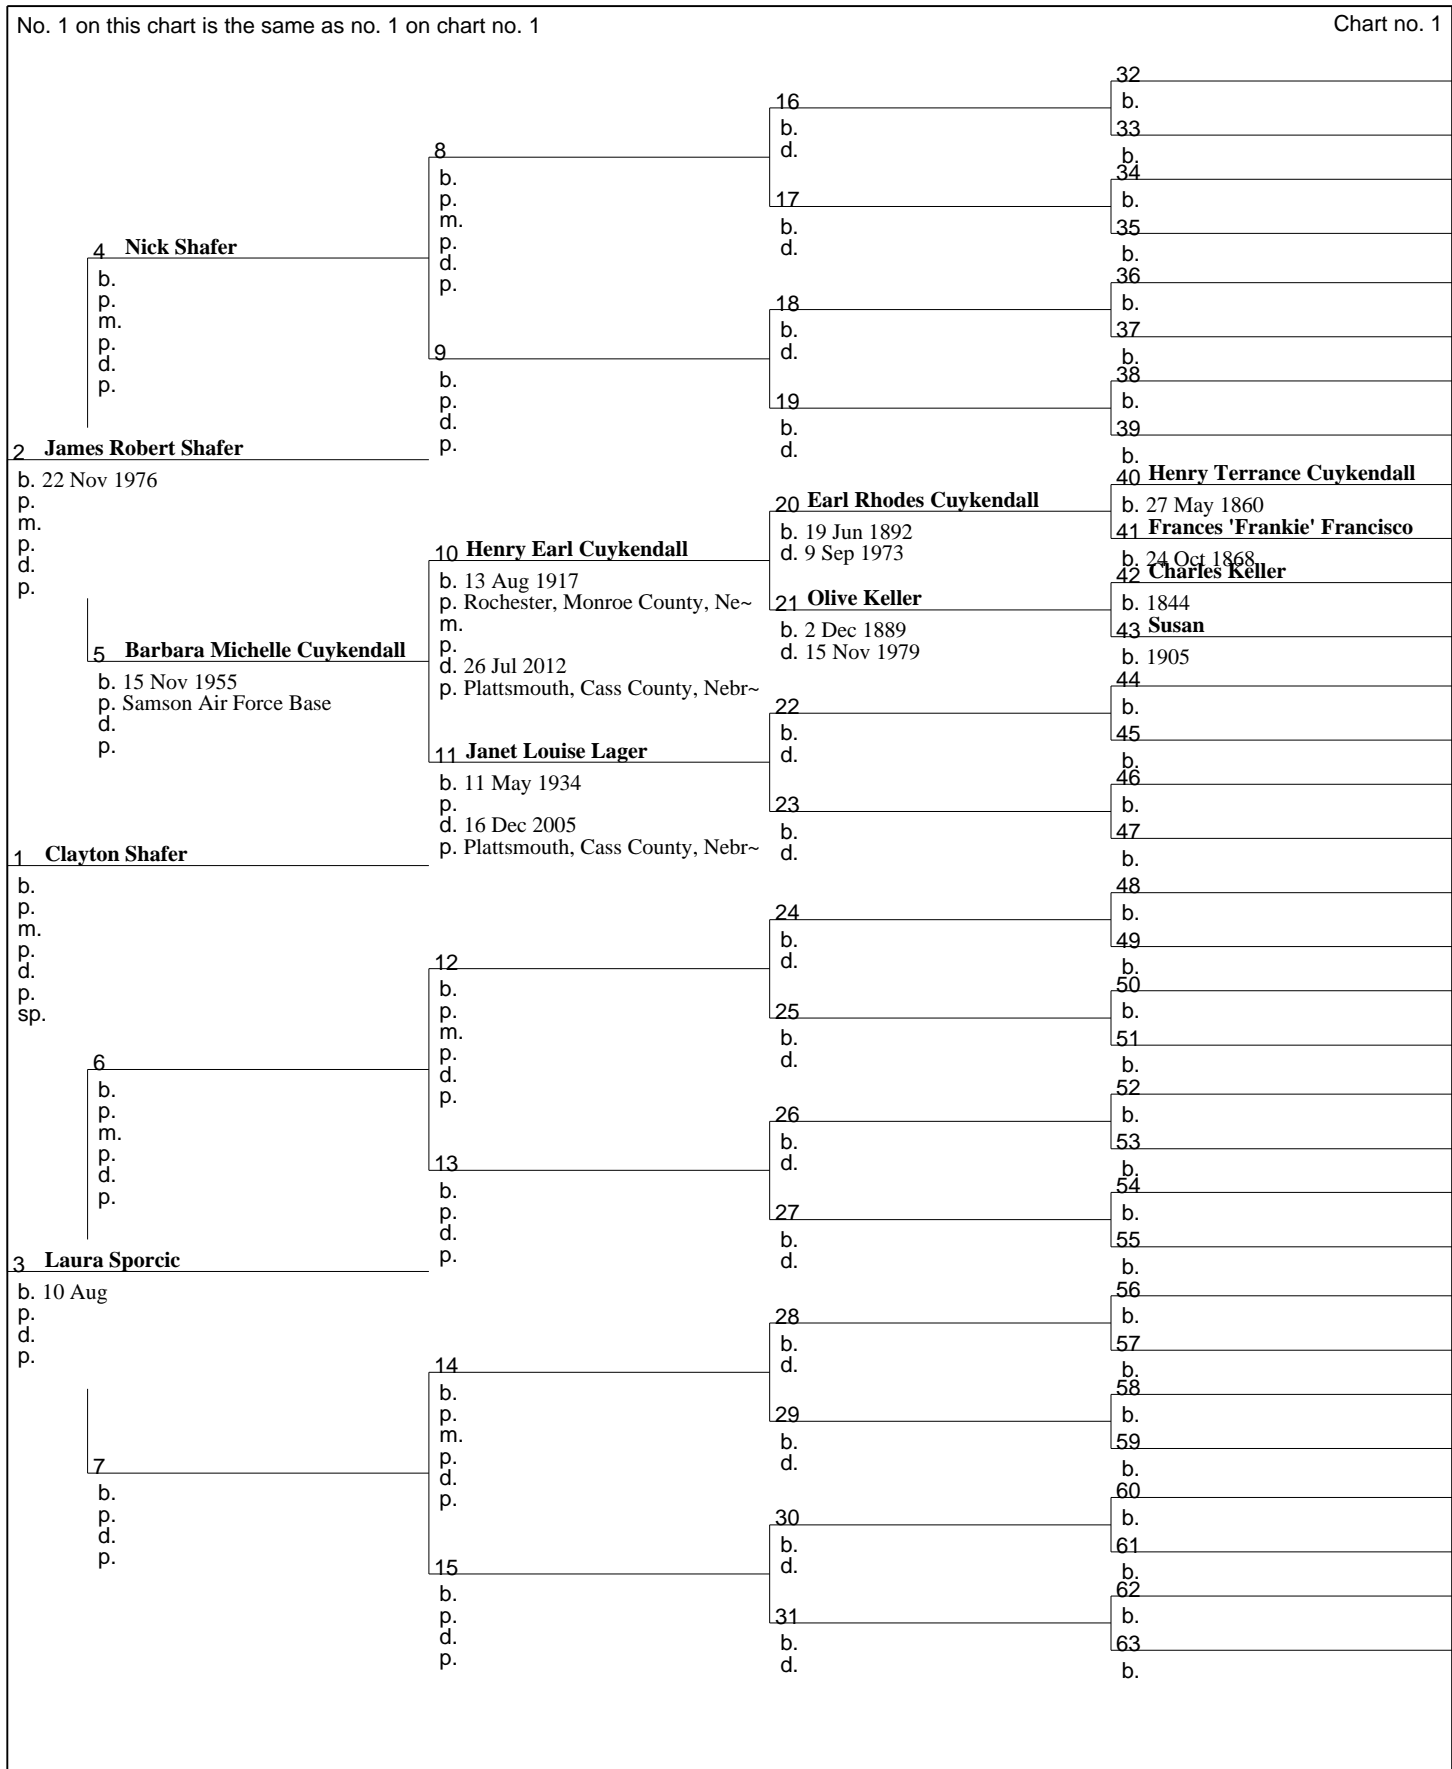 No. 1 on this chart is the same as no. 1 on chart no. 1
Chart no. 1
2 James Robert Shafer
b. 22 Nov 1976
p.
m.
p.
d.
p.
1 Clayton Shafer
b.
p.
m.
p.
d.
p.
sp.
3 Laura Sporcic
b. 10 Aug
p.
d.
p.
4 Nick Shafer
b.
p.
m.
p.
d.
p.
5 Barbara Michelle Cuykendall
b. 15 Nov 1955
p. Samson Air Force Base
d.
p.
6
b.
p.
m.
p.
d.
p.
7
b.
p.
d.
p.
8
b.
p.
m.
p.
d.
p.
9
b.
p.
d.
p.
10 Henry Earl Cuykendall
b. 13 Aug 1917
p. Rochester, Monroe County, Ne~
m.
p.
d. 26 Jul 2012
p. Plattsmouth, Cass County, Nebr~
11 Janet Louise Lager
b. 11 May 1934
p.
d. 16 Dec 2005
p. Plattsmouth, Cass County, Nebr~
12
b.
p.
m.
p.
d.
p.
13
b.
p.
d.
p.
14
b.
p.
m.
p.
d.
p.
15
b.
p.
d.
p.
16
b.
d.
17
b.
d.
18
b.
d.
19
b.
d.
20 Earl Rhodes Cuykendall
b. 19 Jun 1892
d. 9 Sep 1973
21 Olive Keller
b. 2 Dec 1889
d. 15 Nov 1979
22
b.
d.
23
b.
d.
24
b.
d.
25
b.
d.
26
b.
d.
27
b.
d.
28
b.
d.
29
b.
d.
30
b.
d.
31
b.
d.
32
b.
33
b.
34
b.
35
b.
36
b.
37
b.
38
b.
39
b.
40 Henry Terrance Cuykendall
b. 27 May 1860
41 Frances 'Frankie' Francisco
b. 24 Oct 1868
42 Charles Keller
b. 1844
43 Susan
b. 1905
44
b.
45
b.
46
b.
47
b.
48
b.
49
b.
50
b.
51
b.
52
b.
53
b.
54
b.
55
b.
56
b.
57
b.
58
b.
59
b.
60
b.
61
b.
62
b.
63
b.